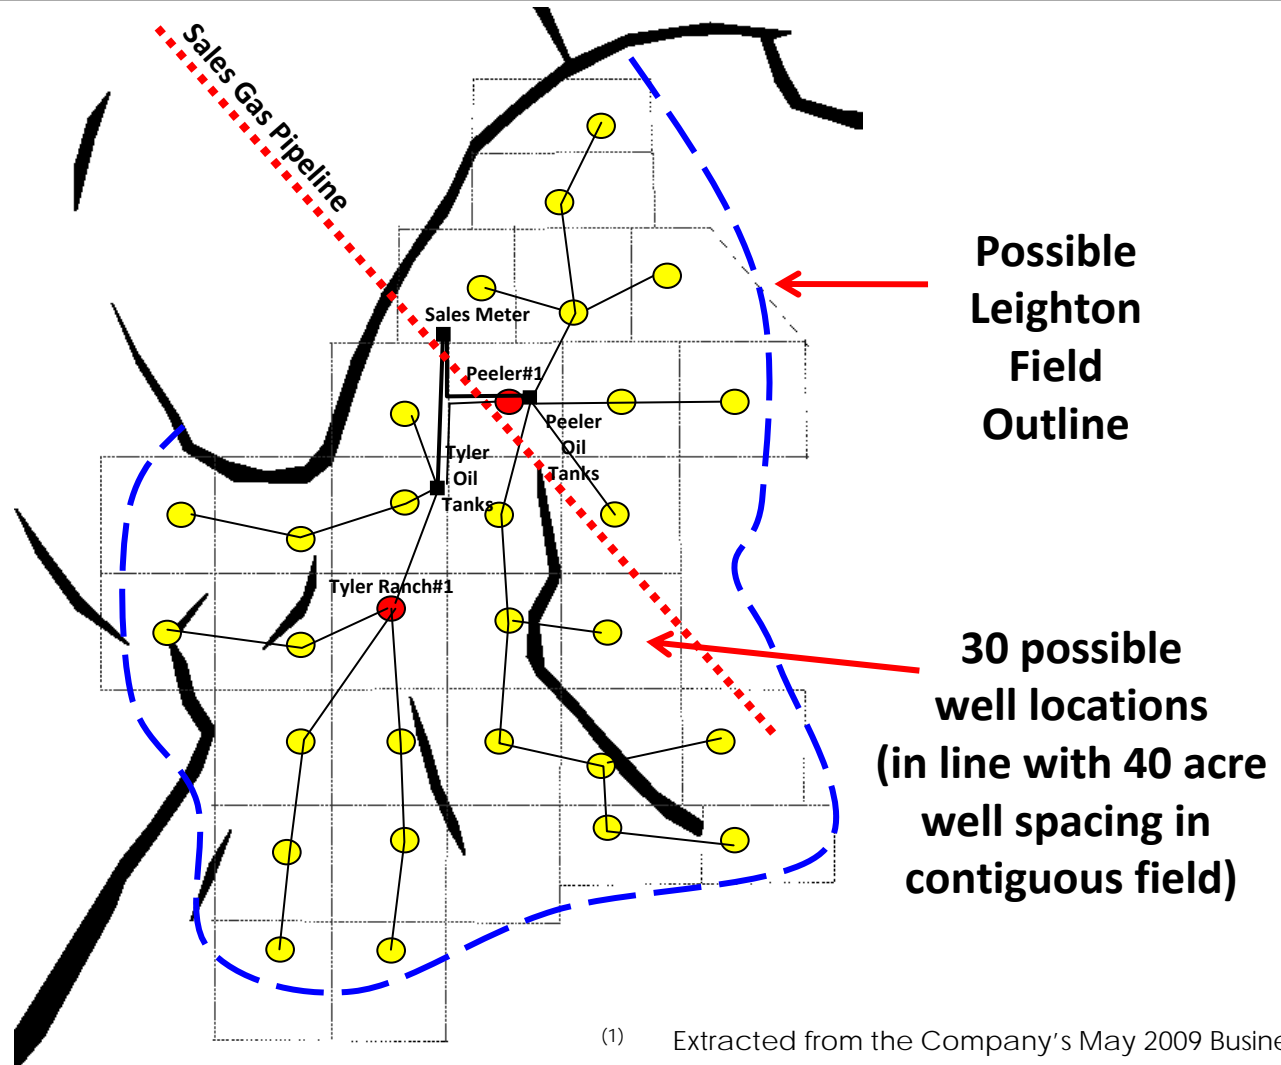 Sales Gas Pipeline
Possible
Leighton
Field
Outline
Sales Meter
Peeler#1
Peeler
Oil
Tanks
Tyler
Oil
Tanks
Tyler Ranch#1
30 possible
well locations
(in line with 40 acre
well spacing in
contiguous field)
(1) Extracted from the Company's May 2009